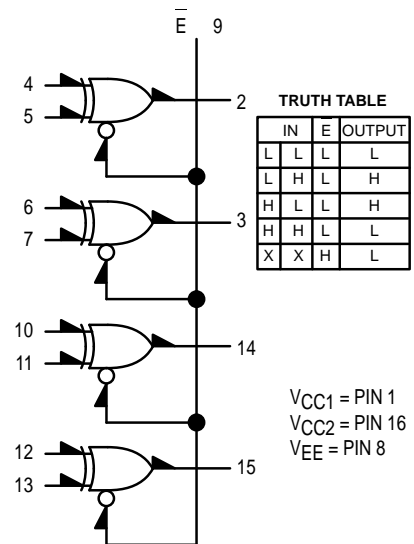 E 9
4
5
2
6
7
3
10
11
14
12
13
15
TRUTH TABLE
IN E OUTPUT
L L L L
L H L H
H L L H
H H L L
X X H L
VCC1 = PIN 1
VCC2 = PIN 16
VEE = PIN 8